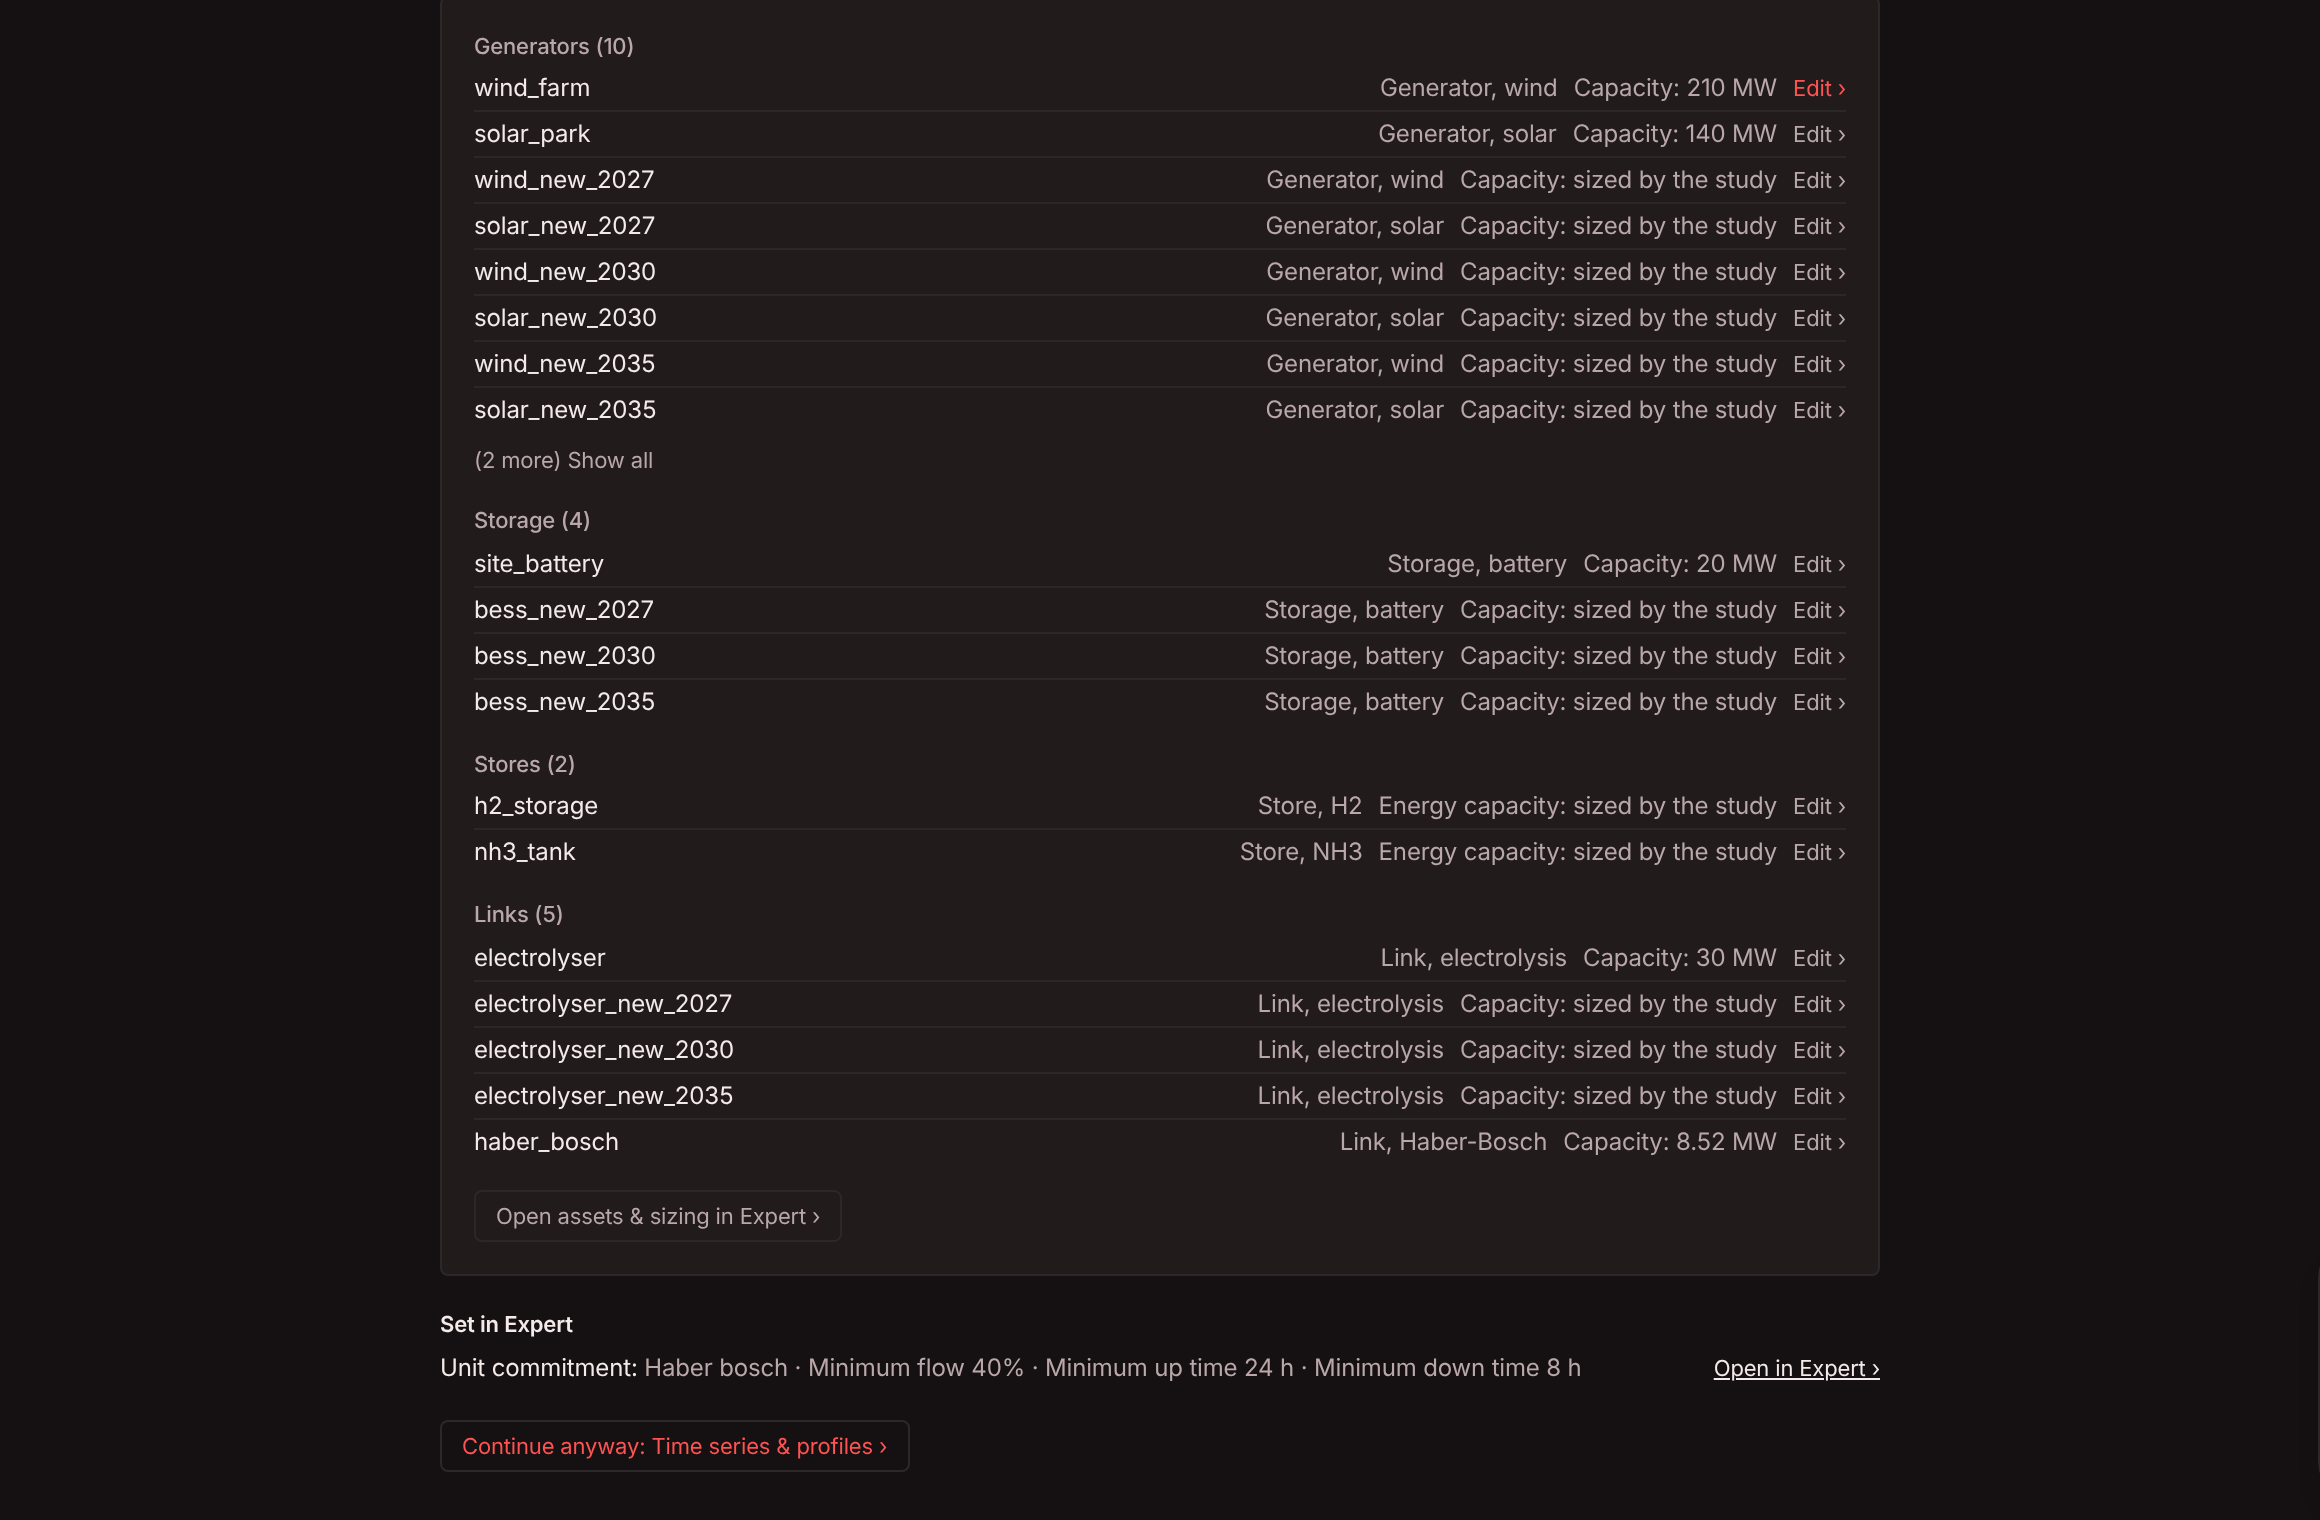 Generators (10)
wind_farm Generator, wind Capacity: 210 MW Edit ›
solar_park Generator, solar Capacity: 140 MW Edit ›
wind_new_2027 Generator, wind Capacity: sized by the study Edit ›
solar_new_2027 Generator, solar Capacity: sized by the study Edit ›
wind_new_2030 Generator, wind Capacity: sized by the study Edit ›
solar_new_2030 Generator, solar Capacity: sized by the study Edit ›
wind_new_2035 Generator, wind Capacity: sized by the study Edit ›
solar_new_2035 Generator, solar Capacity: sized by the study Edit ›
(2 more) Show all
Storage (4)
site_battery Storage, battery Capacity: 20 MW Edit ›
bess_new_2027 Storage, battery Capacity: sized by the study Edit ›
bess_new_2030 Storage, battery Capacity: sized by the study Edit ›
bess_new_2035 Storage, battery Capacity: sized by the study Edit ›
Stores (2)
h2_storage Store, H2 Energy capacity: sized by the study Edit ›
nh3_tank Store, NH3 Energy capacity: sized by the study Edit ›
Links (5)
electrolyser Link, electrolysis Capacity: 30 MW Edit ›
electrolyser_new_2027 Link, electrolysis Capacity: sized by the study Edit ›
electrolyser_new_2030 Link, electrolysis Capacity: sized by the study Edit ›
electrolyser_new_2035 Link, electrolysis Capacity: sized by the study Edit ›
haber_bosch Link, Haber-Bosch Capacity: 8.52 MW Edit ›
Open assets & sizing in Expert ›
Set in Expert
Unit commitment: Haber bosch · Minimum flow 40% · Minimum up time 24 h · Minimum down time 8 h Open in Expert ›
Continue anyway: Time series & profiles ›